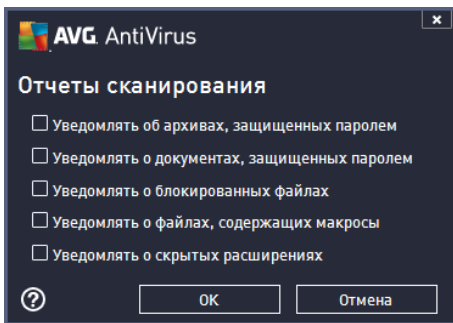 AVG. AntiVirus
Отчеты сканирования
Уведомлять об архивах, защищенных паролем
Уведомлять о документах, защищенных паролем
Уведомлять о блокированных файлах
Уведомлять о файлах, содержащих макросы
Уведомлять о скрытых расширениях
? OK Отмена